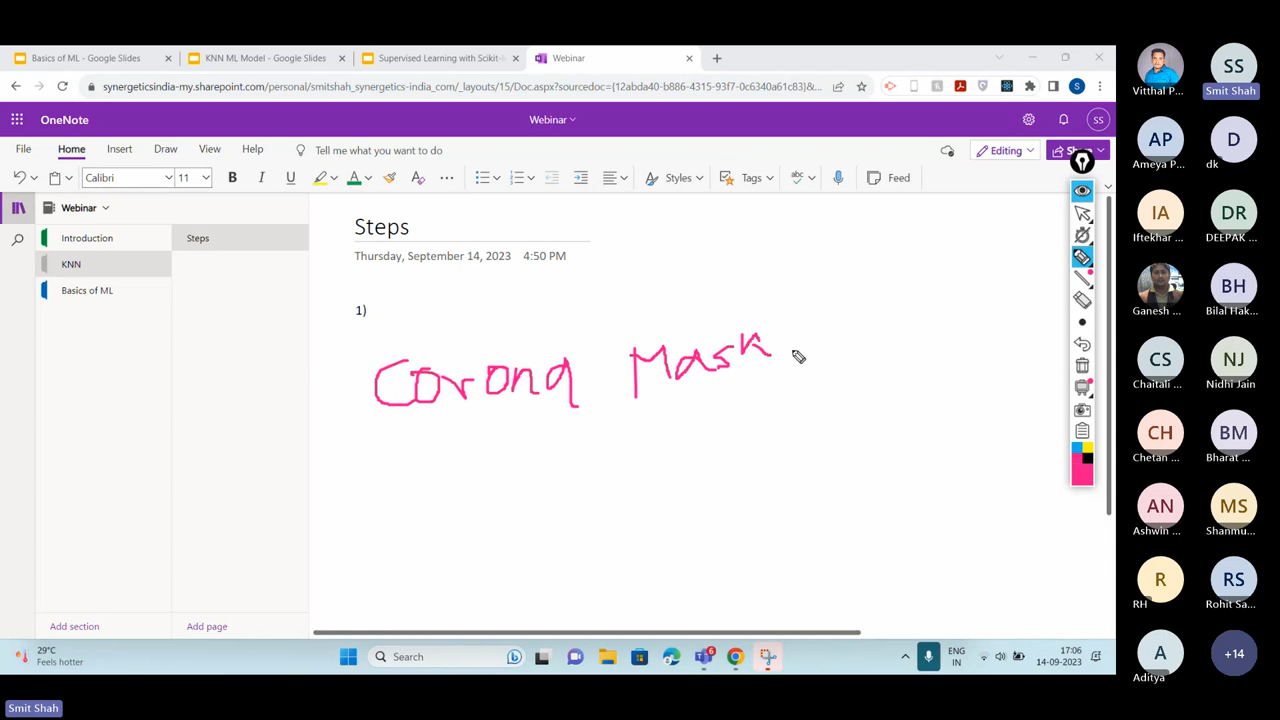 Basics of ML - Google Slides
KNN ML Model - Google Slides
Supervised Learning with Scikit-
Webinar
synergeticsindia-my.sharepoint.com/personal/smitshah_synergetics-india_com/_layouts/15/Doc.aspx?sourcedoc={12abda40-b886-4315-93f7-0c6340a61c83}&...
S
OneNote
Webinar
SS
File Home Insert Draw View Help Tell me what you want to do
Editing
Calibri 11 B I U Styles Tags abc Feed
Webinar
Introduction
KNN
Basics of ML
Steps
Add section
Add page
Steps
Thursday, September 14, 2023 4:50 PM
1)
Corona Mask
29°C
Feels hotter
Search
6
ENG
IN
17:06
14-09-2023
Vitthal P...
SS
Smit Shah
AP
Ameya P...
D
dk
IA
Iftekhar ...
DR
DEEPAK ...
Ganesh ...
BH
Bilal Hak...
CS
Chaitali ...
NJ
Nidhi Jain
CH
Chetan ...
BM
Bharat ...
AN
Ashwin ...
MS
Shanmu...
R
RH
RS
Rohit Sa...
A
Aditya
+14
Smit Shah